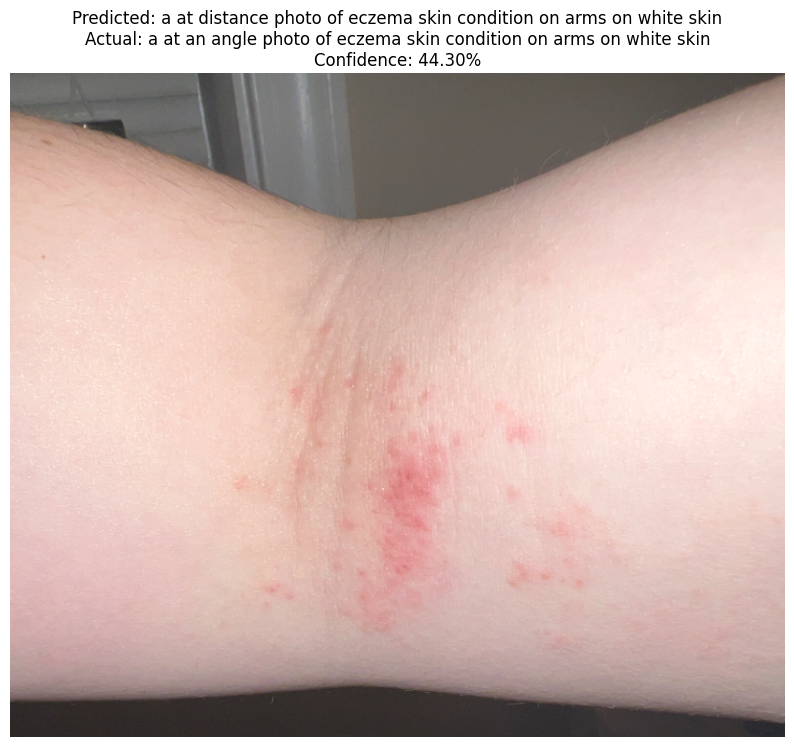 Predicted: a at distance photo of eczema skin condition on arms on white skin
Actual: a at an angle photo of eczema skin condition on arms on white skin
Confidence: 44.30%